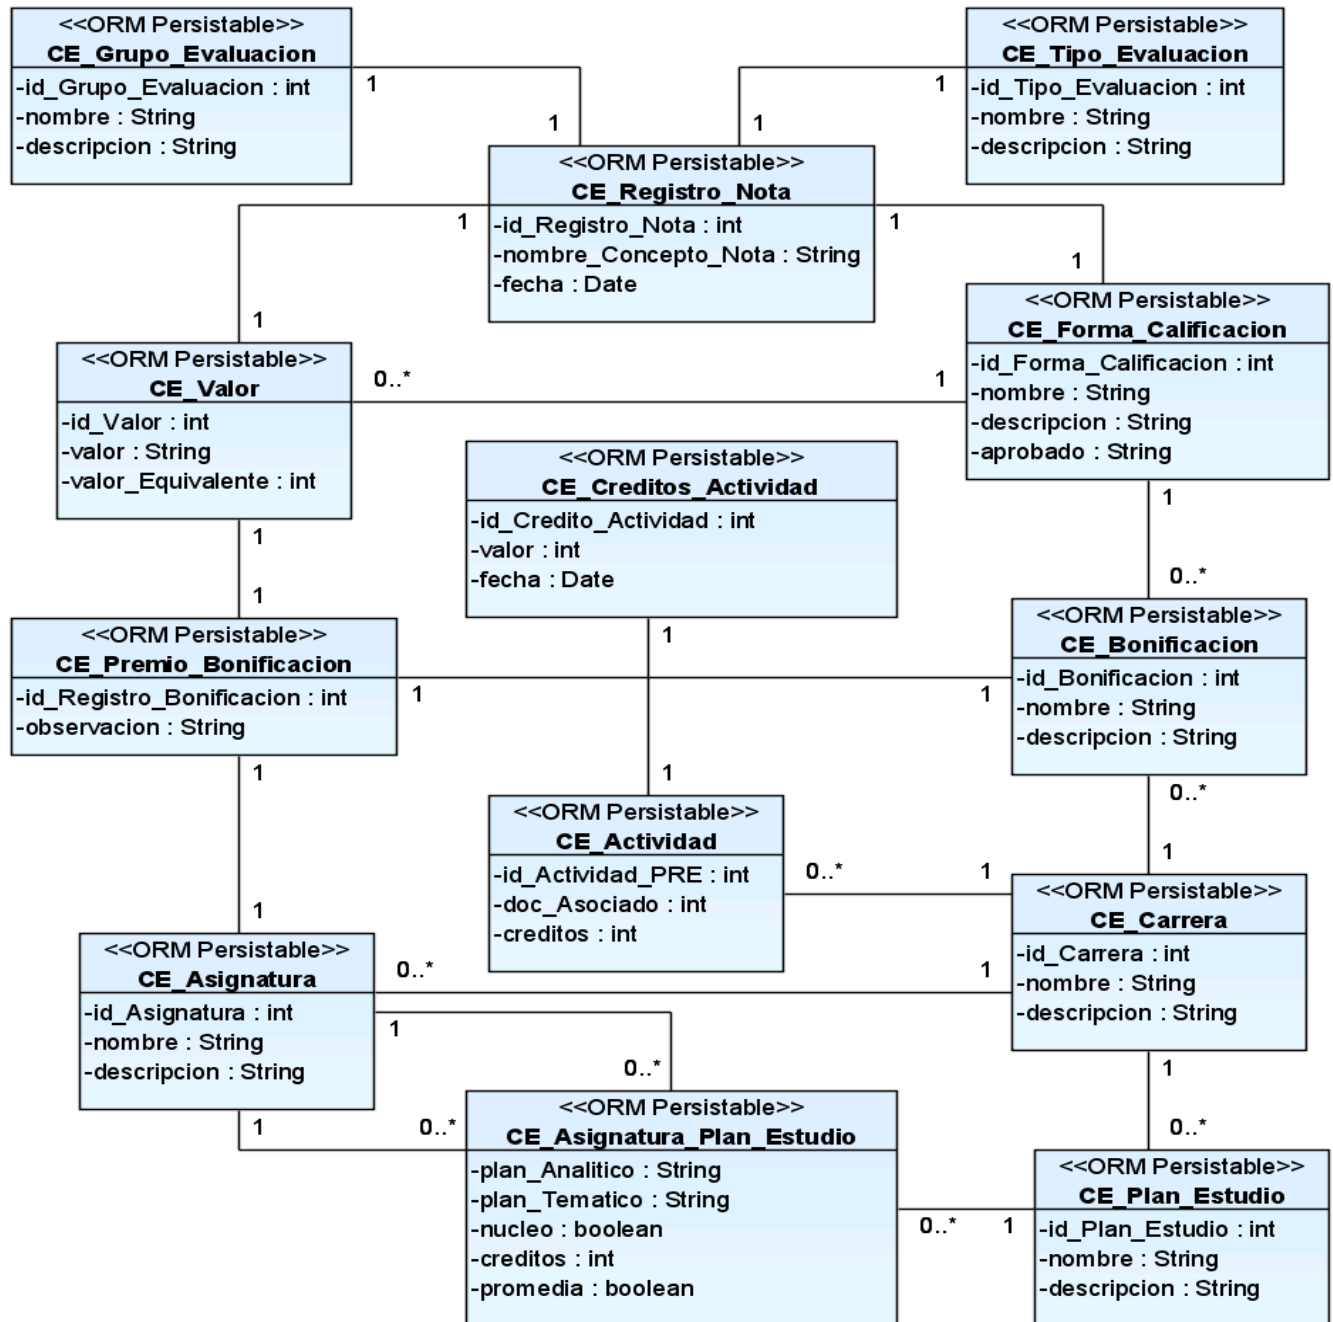 <<ORM Persistable>>
CE_Grupo_Evaluacion
-id_Grupo_Evaluacion : int
-nombre : String
-descripcion : String
1
1
<<ORM Persistable>>
CE_Tipo_Evaluacion
-id_Tipo_Evaluacion : int
-nombre : String
-descripcion : String
1
1
<<ORM Persistable>>
CE_Registro_Nota
-id_Registro_Nota : int
-nombre_Concepto_Nota : String
-fecha : Date
1
1
1
1
<<ORM Persistable>>
CE_Forma_Calificacion
-id_Forma_Calificacion : int
-nombre : String
-descripcion : String
-aprobado : String
<<ORM Persistable>>
CE_Valor
-id_Valor : int
-valor : String
-valor_Equivalente : int
0..*
1
<<ORM Persistable>>
CE_Creditos_Actividad
-id_Credito_Actividad : int
-valor : int
-fecha : Date
1
1
1
0..*
<<ORM Persistable>>
CE_Premio_Bonificacion
-id_Registro_Bonificacion : int
-observacion : String
1
1
1
<<ORM Persistable>>
CE_Bonificacion
-id_Bonificacion : int
-nombre : String
-descripcion : String
1
1
0..*
1
<<ORM Persistable>>
CE_Actividad
-id_Actividad_PRE : int
-doc_Asociado : int
-creditos : int
0..*
1
<<ORM Persistable>>
CE_Carrera
-id_Carrera : int
-nombre : String
-descripcion : String
1
<<ORM Persistable>>
CE_Asignatura
-id_Asignatura : int
-nombre : String
-descripcion : String
0..*
1
1
0..*
1
0..*
1
0..*
<<ORM Persistable>>
CE_Asignatura_Plan_Estudio
-plan_Analitico : String
-plan_Tematico : String
-nucleo : boolean
-creditos : int
-promedia : boolean
0..*
1
<<ORM Persistable>>
CE_Plan_Estudio
-id_Plan_Estudio : int
-nombre : String
-descripcion : String